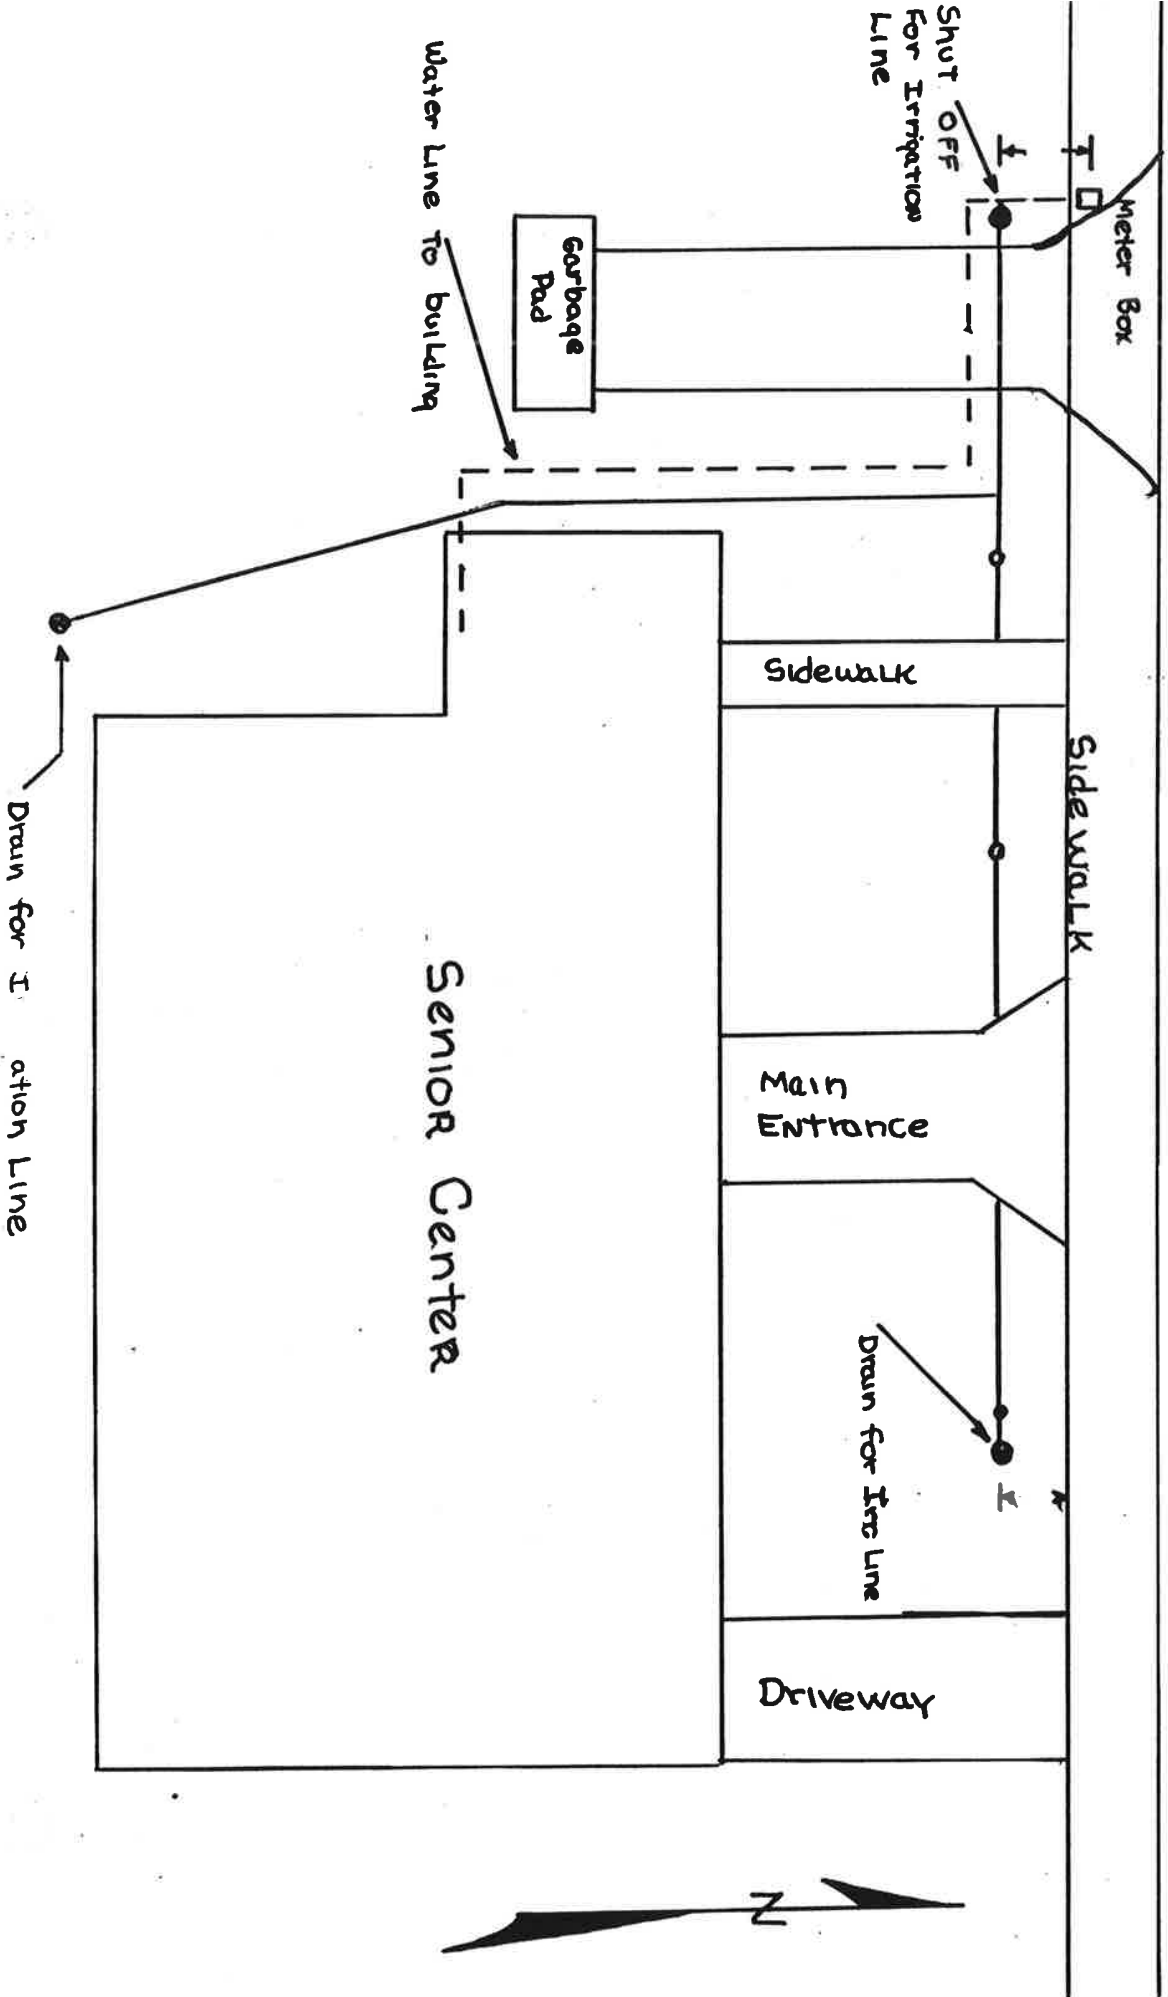 Shut OFF
For Irrigation
Line
Meter Box
Water Line To building
Garbage
Pad
Sidewalk
Sidewalk
Main
Entrance
Senior Center
Drain for Irr Line
Drain for I ation Line
Driveway
N